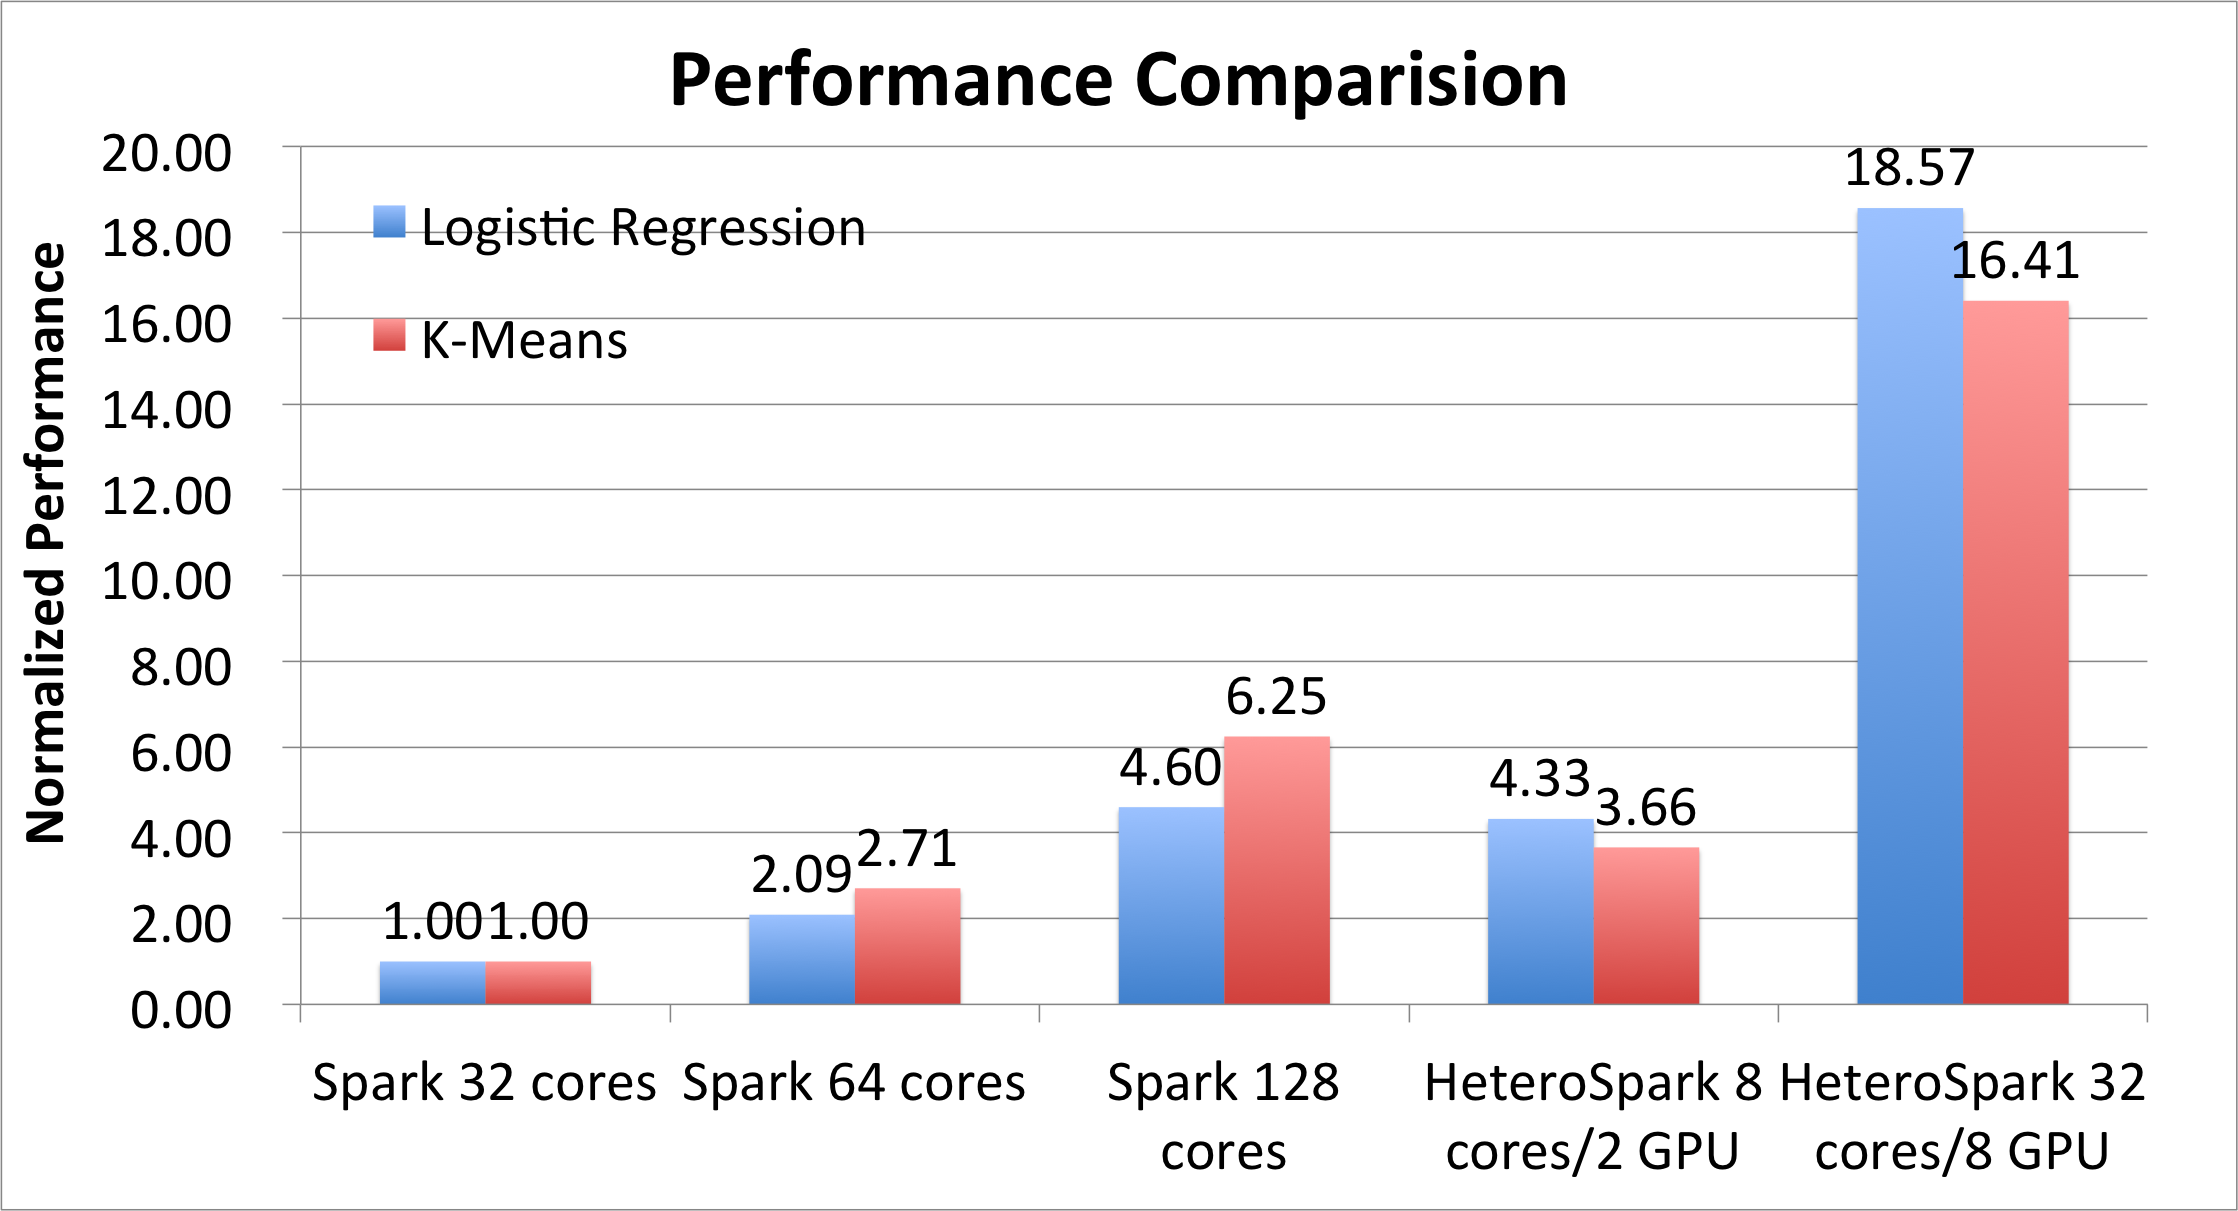 Performance Comparision
Normalized Performance
20.00
18.00
16.00
14.00
12.00
10.00
8.00
6.00
4.00
2.00
0.00
Logistic Regression
K-Means
1.00 1.00
2.09 2.71
4.60 6.25
4.33 3.66
18.57 16.41
Spark 32 cores
Spark 64 cores
Spark 128
cores
HeteroSpark 8
cores/2 GPU
HeteroSpark 32
cores/8 GPU